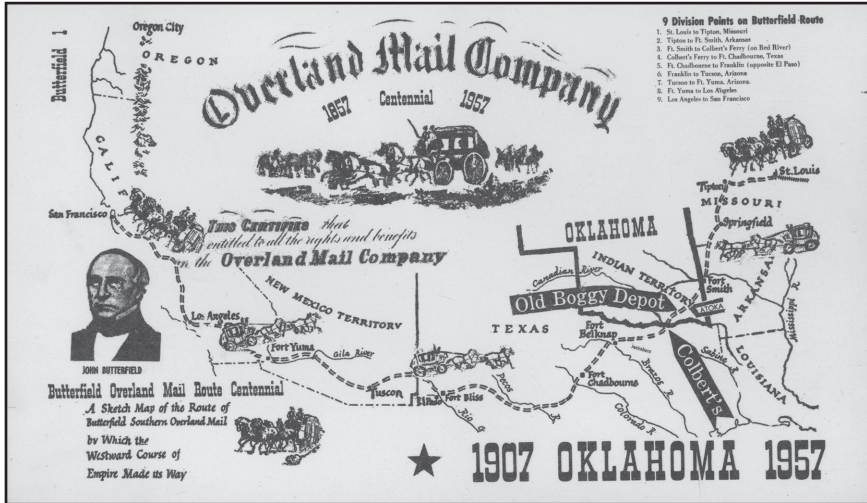 Butterfield 1
Oregon City
OREGON
CALIF
Overland Mail Company
1857 Centennial 1957
9 Division Points on Butterfield Route
1. St. Louis to Tipton, Missouri
2. Tipton to Ft. Smith, Arkansas
3. Ft. Smith to Colbert's Ferry (on Red River)
4. Colbert's Ferry to Ft. Chadbourne, Texas
5. Ft. Chadbourne to Franklin (opposite El Paso)
6. Franklin to Tucson, Arizona
7. Tucson to Ft. Yuma. Arizona.
8. Ft. Yuma to Los Angeles
9. Los Angeles to San Francisco
St. Louis
Tipton
MISSOURI
Springfield
San Francisco
This Certifies that
entitled to all the rights and benefits
in the Overland Mail Company
OKLAHOMA
INDIAN TERRITORY
Canadian River
Fort
Smith
ARKANSAS
Mississippi R.
Old Boggy Depot
ATOKA
Los Angeles
NEW MEXICO TERRITORY
TEXAS
Fort
Belknap
Colbert's
Sabine R.
LOUISIANA
JOHN BUTTERFIELD
Fort Yuma
Gila River
Tuscon
Fort Bliss
Pecos R.
Rio G
Fort
Chadbourne
Brazos R.
Colorado R
Butterfield Overland Mail Route Centennial
A Sketch Map of the Route of
Butterfield Southern Overland Mail
by Which the
Westward Course of
Empire Made its Way
1907 OKLAHOMA 1957